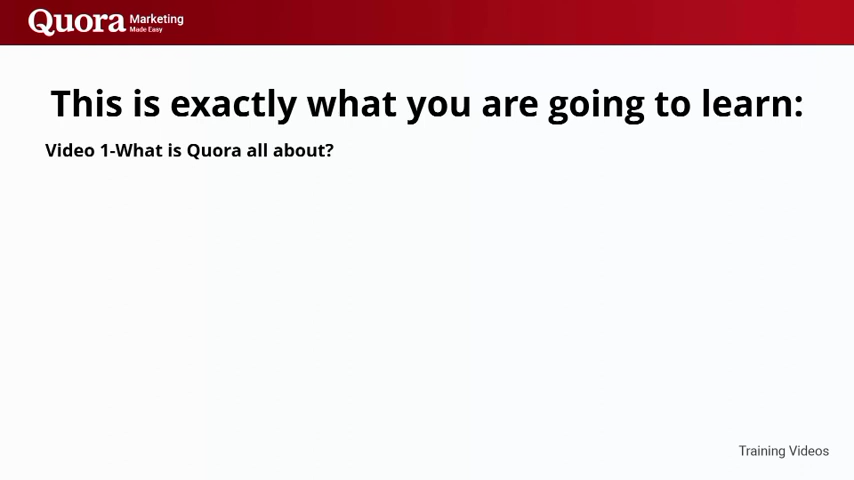 Quora Marketing
Made Easy
This is exactly what you are going to learn:
Video 1-What is Quora all about?
Training Videos